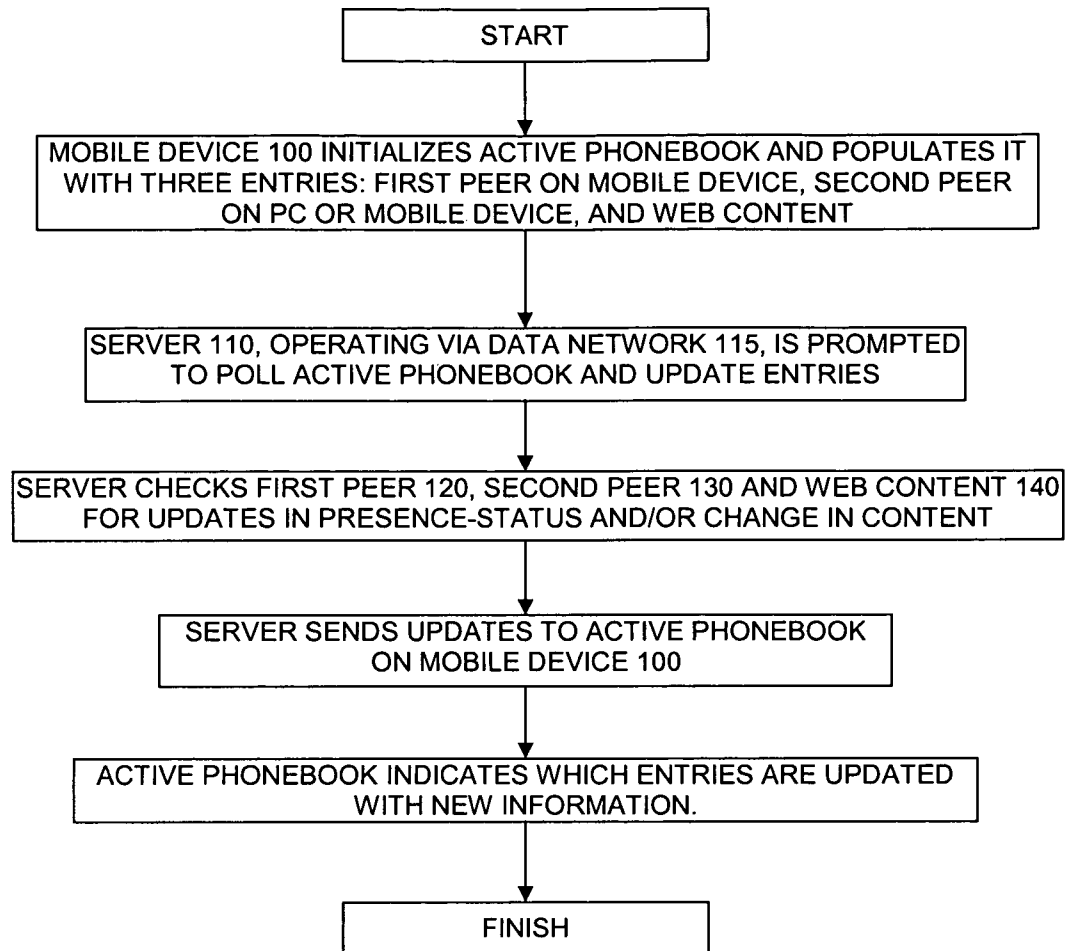 START
MOBILE DEVICE 100 INITIALIZES ACTIVE PHONEBOOK AND POPULATES IT
WITH THREE ENTRIES: FIRST PEER ON MOBILE DEVICE, SECOND PEER
ON PC OR MOBILE DEVICE, AND WEB CONTENT
SERVER 110, OPERATING VIA DATA NETWORK 115, IS PROMPTED
TO POLL ACTIVE PHONEBOOK AND UPDATE ENTRIES
SERVER CHECKS FIRST PEER 120, SECOND PEER 130 AND WEB CONTENT 140
FOR UPDATES IN PRESENCE-STATUS AND/OR CHANGE IN CONTENT
SERVER SENDS UPDATES TO ACTIVE PHONEBOOK
ON MOBILE DEVICE 100
ACTIVE PHONEBOOK INDICATES WHICH ENTRIES ARE UPDATED
WITH NEW INFORMATION.
FINISH